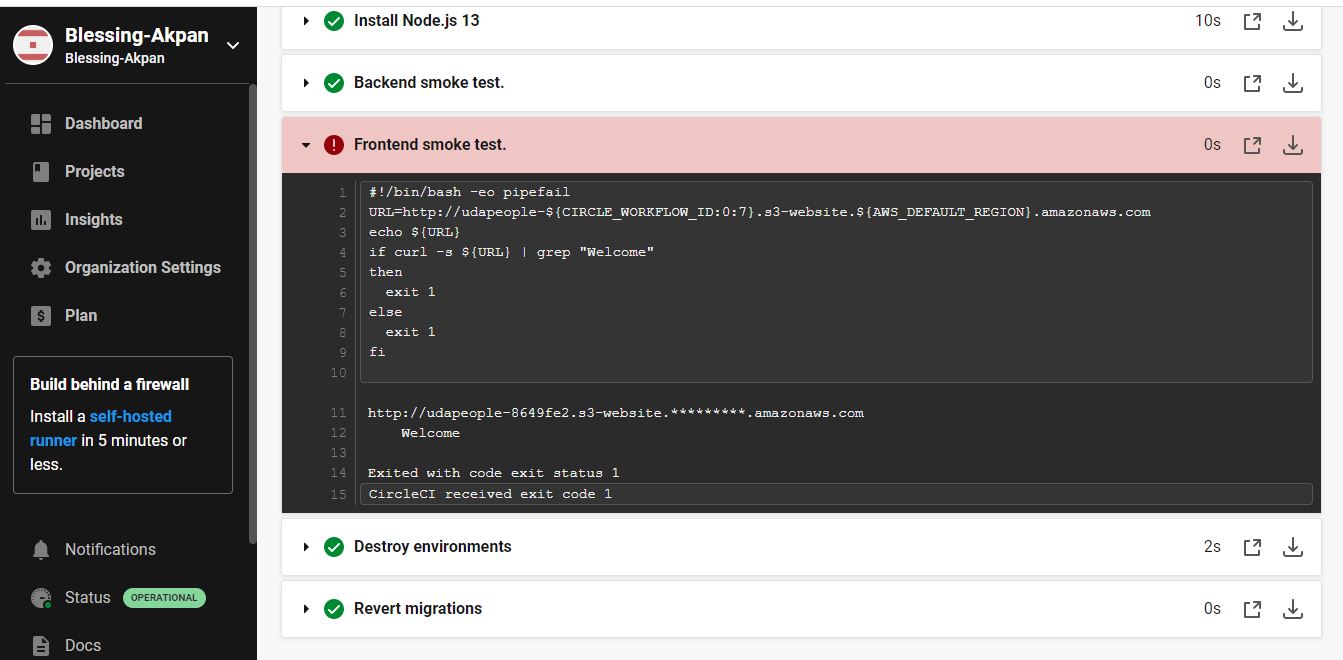 Blessing-Akpan
Blessing-Akpan
Dashboard
Projects
Insights
Organization Settings
$ Plan
Build behind a firewall
Install a self-hosted
runner in 5 minutes or
less.
Notifications
Status OPERATIONAL
Docs
Install Node.js 13 10s
Backend smoke test. 0s
! Frontend smoke test. 0s
1 #!/bin/bash -eo pipefail
2 URL=http://udapeople-${CIRCLE_WORKFLOW_ID:0:7}.s3-website.${AWS_DEFAULT_REGION}.amazonaws.com
3 echo ${URL}
4 if curl -s ${URL} | grep "Welcome"
5 then
6   exit 1
7 else
8   exit 1
9 fi
10
11 http://udapeople-8649fe2.s3-website.*********.amazonaws.com
12     Welcome
13
14 Exited with code exit status 1
15 CircleCI received exit code 1
Destroy environments 2s
Revert migrations 0s